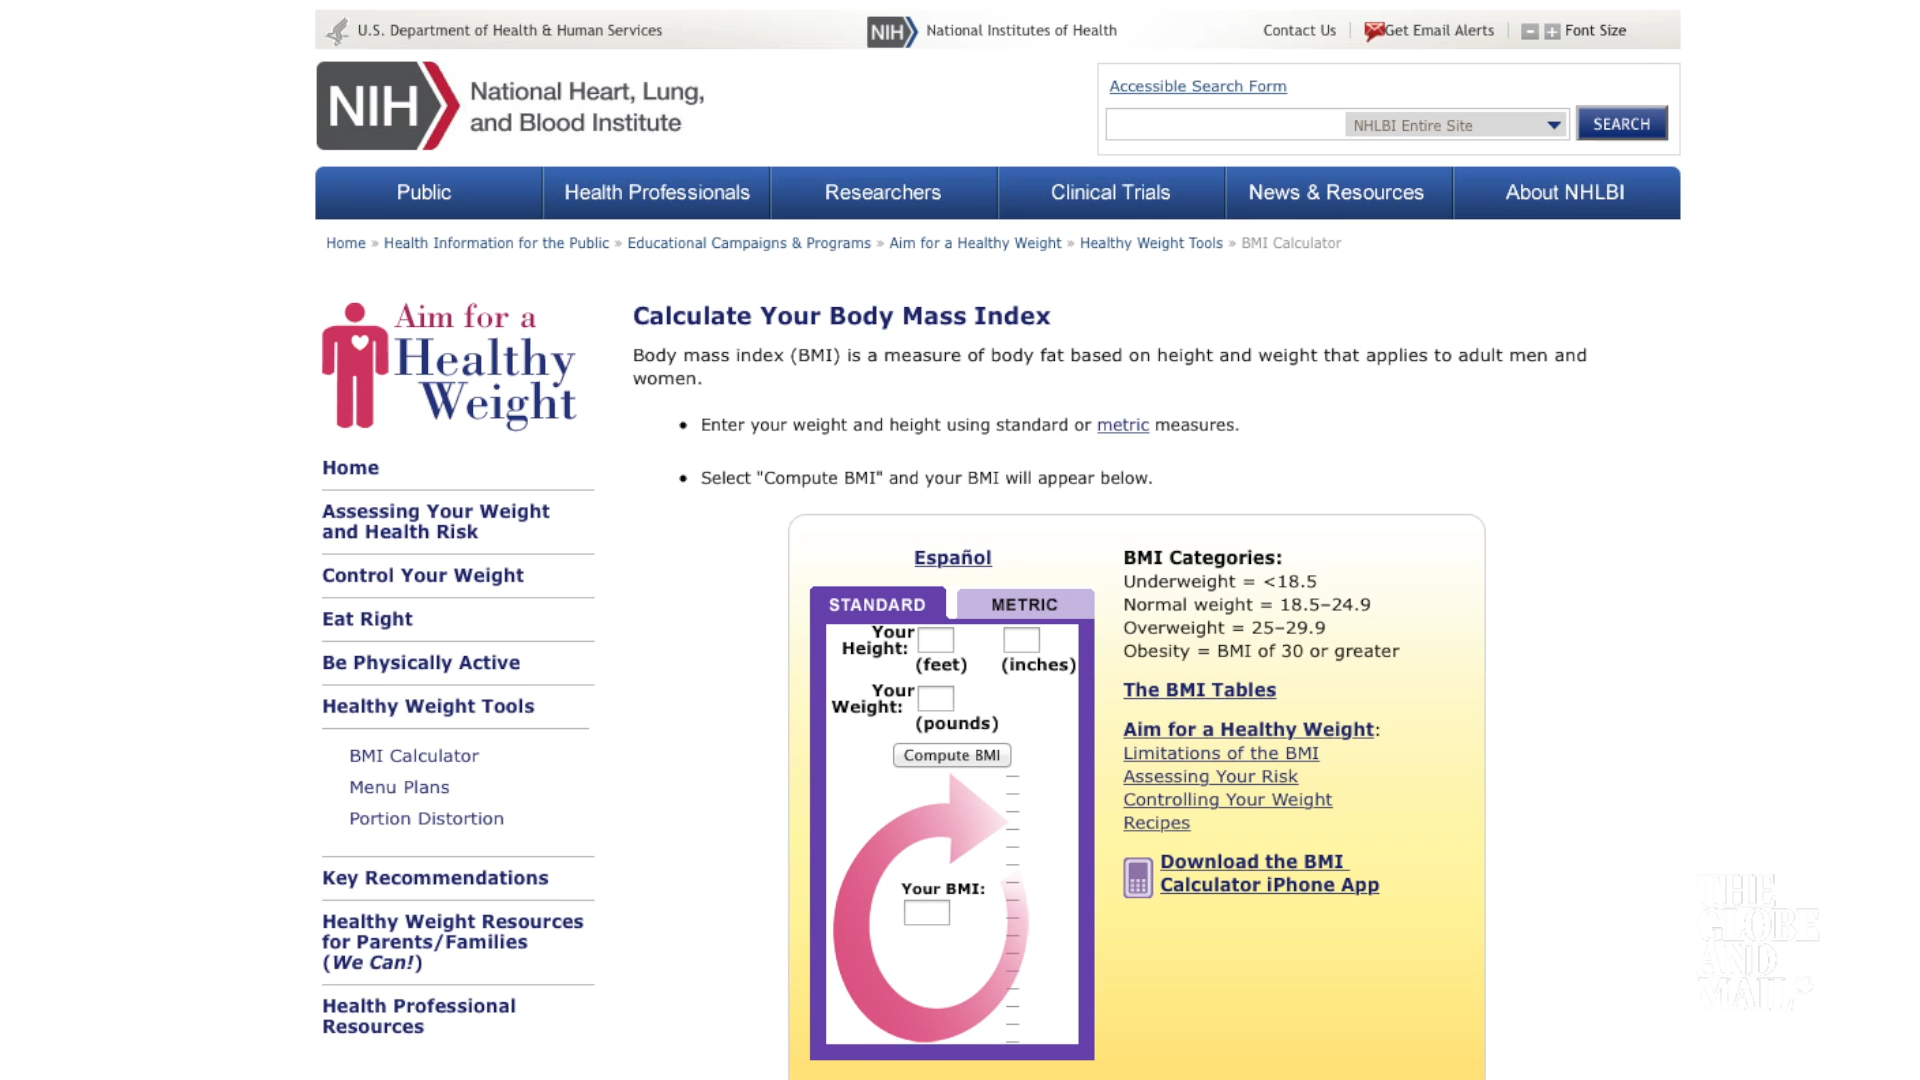 U.S. Department of Health & Human Services
NIH National Institutes of Health
Contact Us
Get Email Alerts
Font Size
NIH National Heart, Lung,
and Blood Institute
Accessible Search Form
NHLBI Entire Site
SEARCH
Public
Health Professionals
Researchers
Clinical Trials
News & Resources
About NHLBI
Home » Health Information for the Public » Educational Campaigns & Programs » Aim for a Healthy Weight » Healthy Weight Tools » BMI Calculator
Aim for a
Healthy
Weight
Home
Assessing Your Weight
and Health Risk
Control Your Weight
Eat Right
Be Physically Active
Healthy Weight Tools
BMI Calculator
Menu Plans
Portion Distortion
Key Recommendations
Healthy Weight Resources
for Parents/Families
(We Can!)
Health Professional
Resources
Calculate Your Body Mass Index
Body mass index (BMI) is a measure of body fat based on height and weight that applies to adult men and
women.
• Enter your weight and height using standard or metric measures.
• Select "Compute BMI" and your BMI will appear below.
Español
STANDARD
METRIC
Your
Height:
(feet)
(inches)
Your
Weight:
(pounds)
Compute BMI
Your BMI:
BMI Categories:
Underweight = <18.5
Normal weight = 18.5–24.9
Overweight = 25–29.9
Obesity = BMI of 30 or greater
The BMI Tables
Aim for a Healthy Weight:
Limitations of the BMI
Assessing Your Risk
Controlling Your Weight
Recipes
Download the BMI
Calculator iPhone App
THE
GLOBE
AND
MAIL